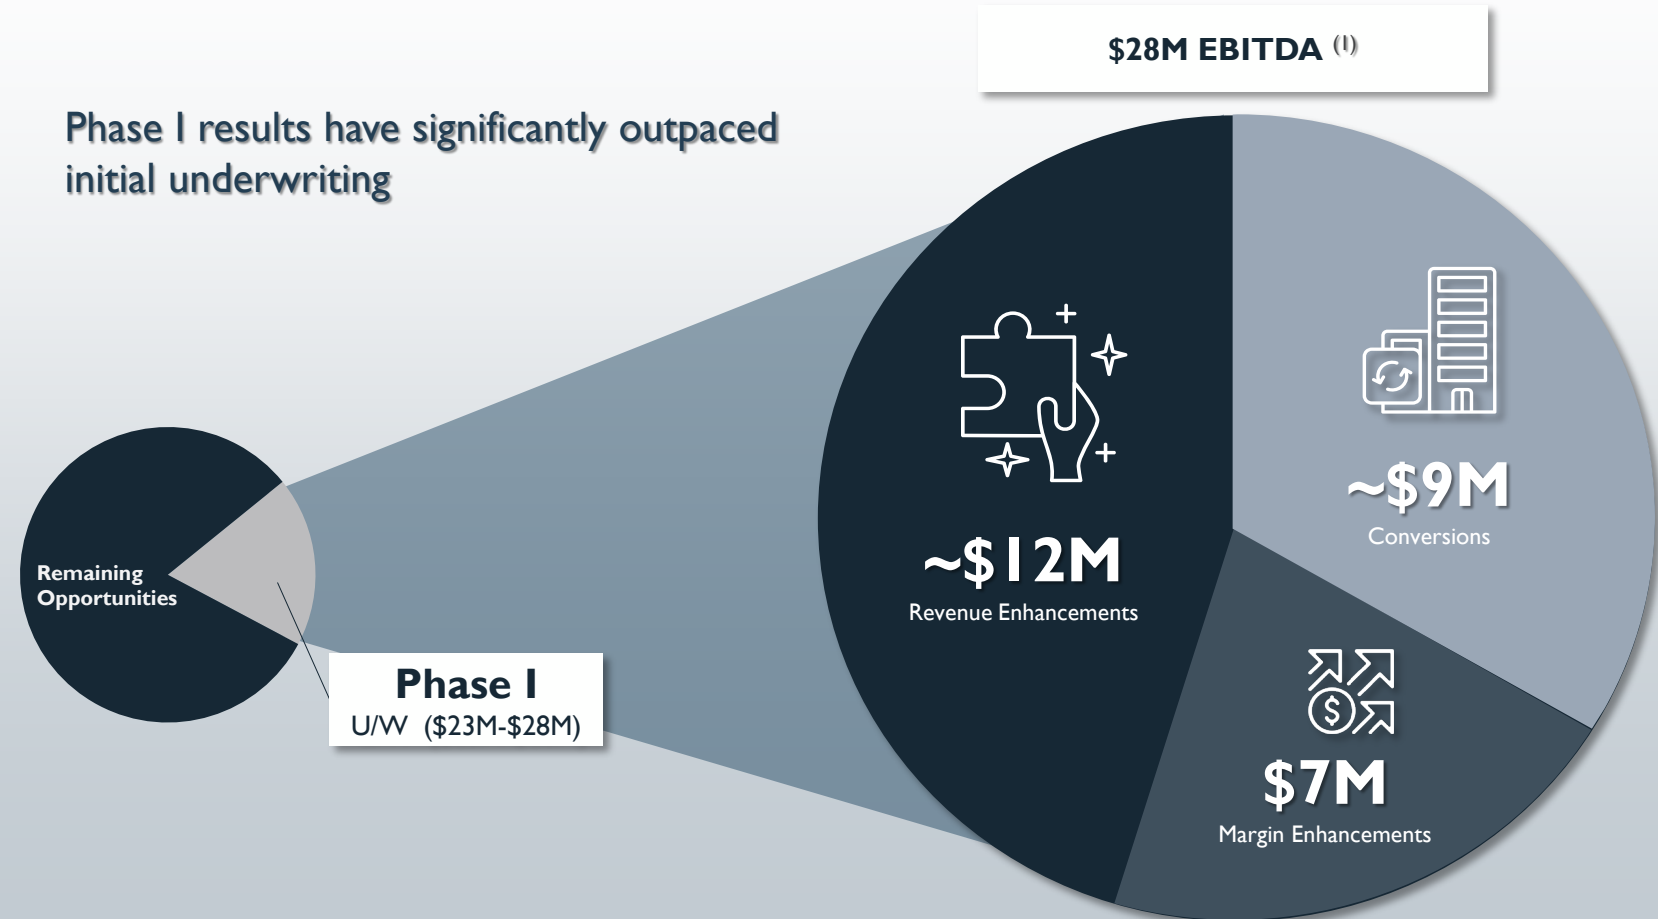 $28M EBITDA (1)
Phase I results have significantly outpaced
initial underwriting
~$9M
Conversions
~$12M
Revenue Enhancements
Remaining
Opportunities
Phase I
U/W ($23M-$28M)
$7M
Margin Enhancements